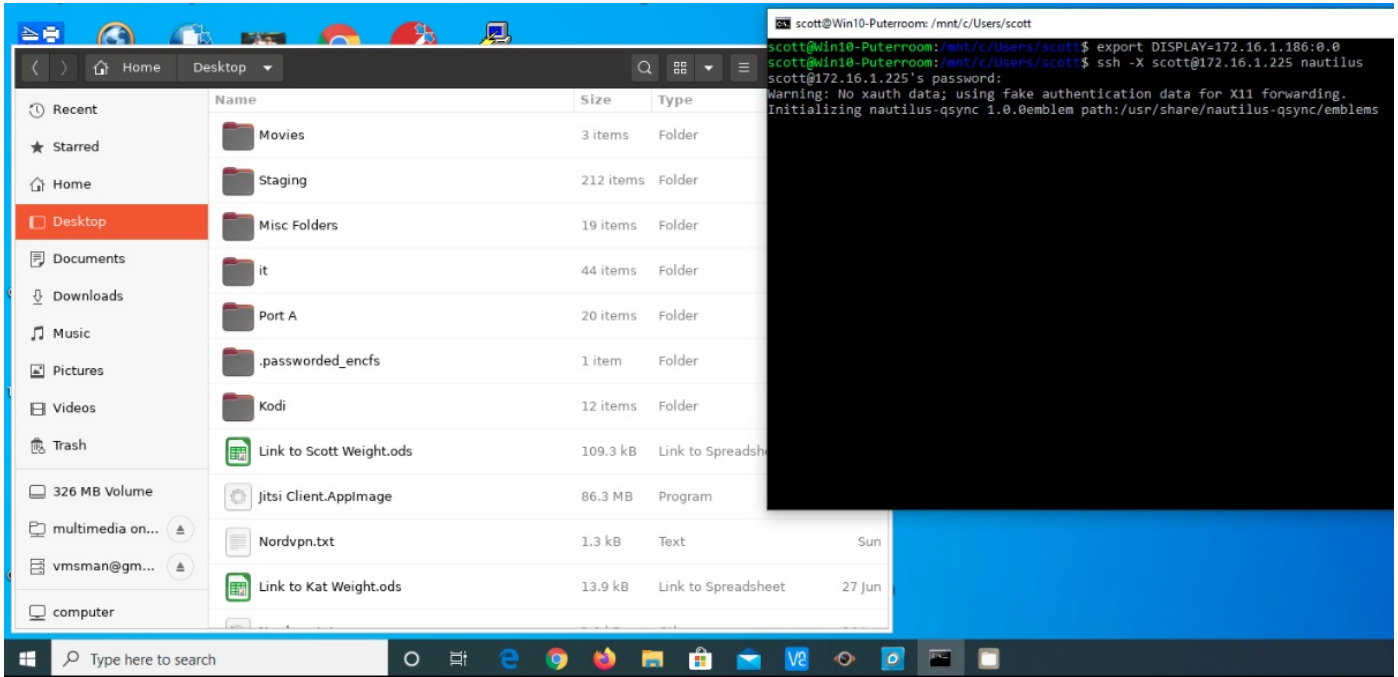 scott@Win10-Puterroom: /mnt/c/Users/scott
scott@Win10-Puterroom:/mnt/c/Users/scott$ export DISPLAY=172.16.1.186:0.0
scott@Win10-Puterroom:/mnt/c/Users/scott$ ssh -X scott@172.16.1.225 nautilus
scott@172.16.1.225's password:
Warning: No xauth data; using fake authentication data for X11 forwarding.
Initializing nautilus-qsync 1.0.0emblem path:/usr/share/nautilus-qsync/emblems
Home Desktop
Recent
Starred
Home
Desktop
Documents
Downloads
Music
Pictures
Videos
Trash
326 MB Volume
multimedia on...
vmsman@gm...
computer
Name Size Type
Movies 3 items Folder
Staging 212 items Folder
Misc Folders 19 items Folder
it 44 items Folder
Port A 20 items Folder
.passworded_encfs 1 item Folder
Kodi 12 items Folder
Link to Scott Weight.ods 109.3 kB Link to Spreadsh
Jitsi Client.AppImage 86.3 MB Program
Nordvpn.txt 1.3 kB Text Sun
Link to Kat Weight.ods 13.9 kB Link to Spreadsheet 27 Jun
Type here to search